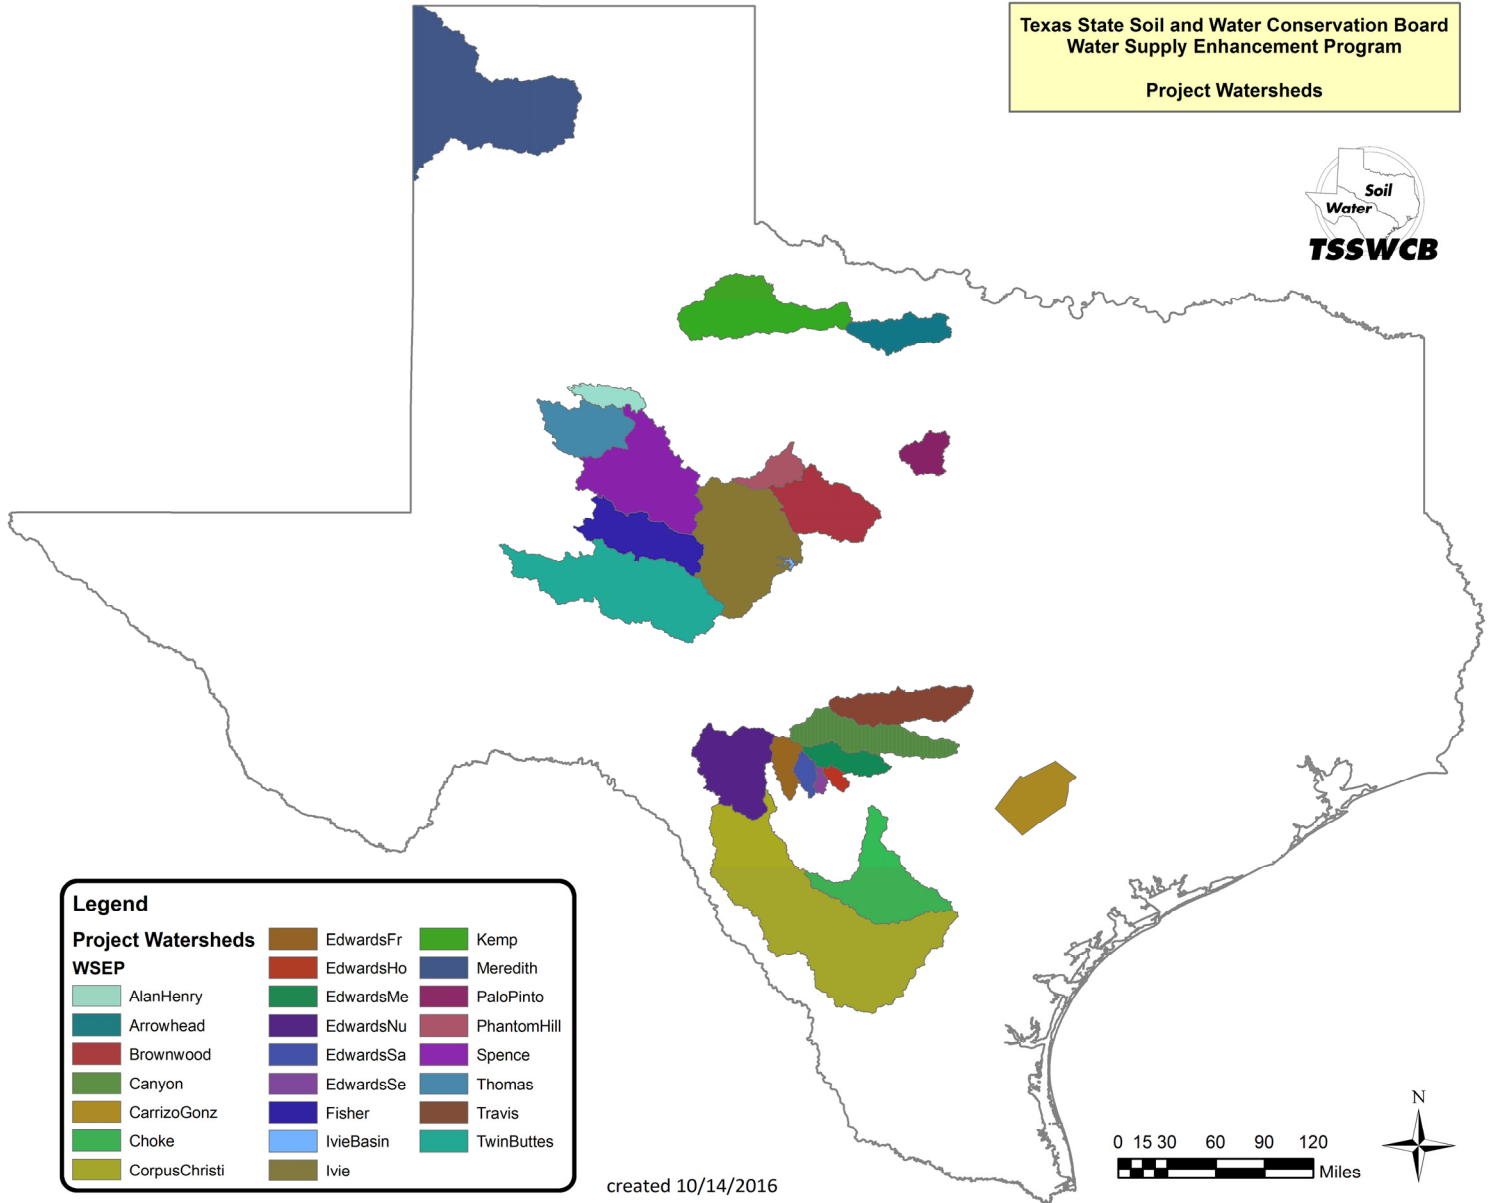 Texas State Soil and Water Conservation Board
Water Supply Enhancement Program
Project Watersheds
Soil
Water
TSSWCB
Legend
Project Watersheds
WSEP
AlanHenry
Arrowhead
Brownwood
Canyon
CarrizoGonz
Choke
CorpusChristi
EdwardsFr
EdwardsHo
EdwardsMe
EdwardsNu
EdwardsSa
EdwardsSe
Fisher
IvieBasin
Ivie
Kemp
Meredith
PaloPinto
PhantomHill
Spence
Thomas
Travis
TwinButtes
created 10/14/2016
N
0 15 30 60 90 120
Miles